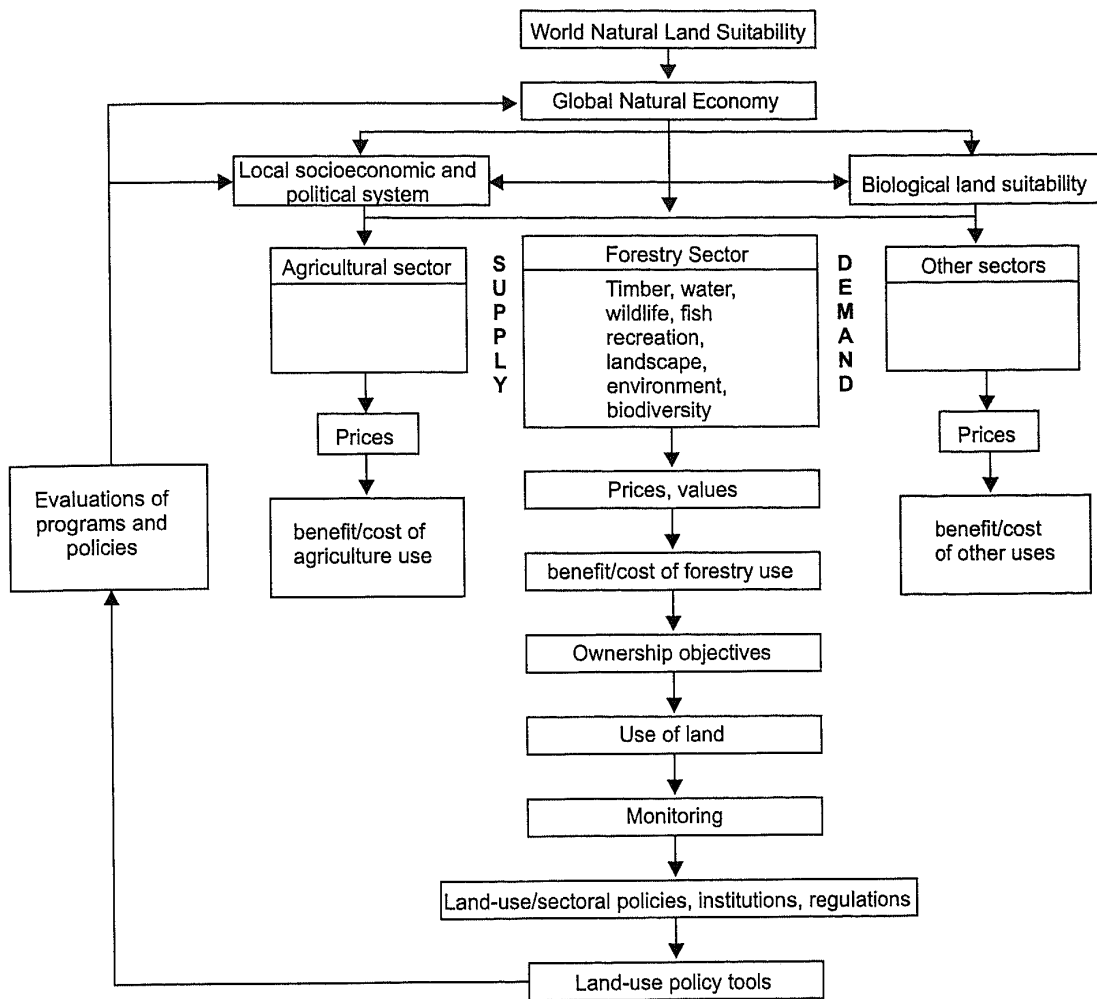 World Natural Land Suitability
Global Natural Economy
Local socioeconomic and
political system
Biological land suitability
Agricultural sector
SUPPLY
Forestry Sector
Timber, water,
wildlife, fish
recreation,
landscape,
environment,
biodiversity
DEMAND
Other sectors
Prices
Prices
Evaluations of
programs and
policies
benefit/cost of
agriculture use
Prices, values
benefit/cost
of other uses
benefit/cost of forestry use
Ownership objectives
Use of land
Monitoring
Land-use/sectoral policies, institutions, regulations
Land-use policy tools